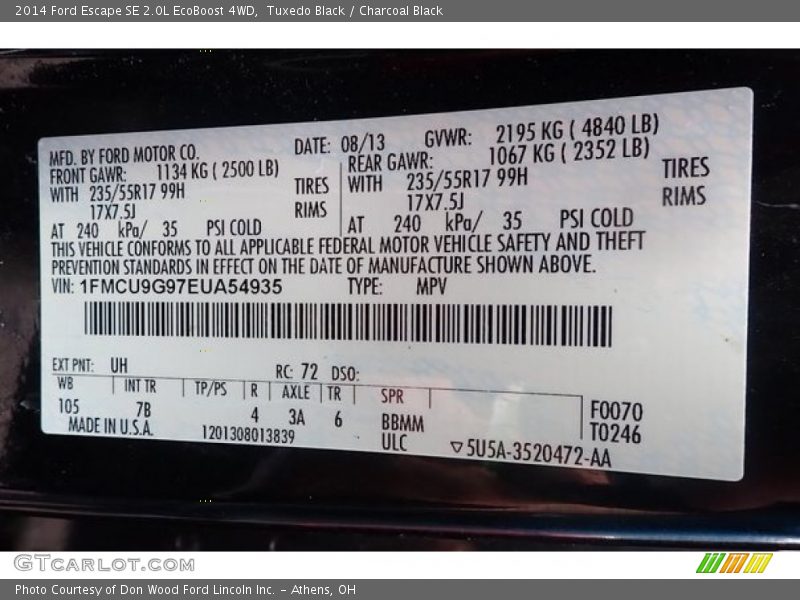 2014 Ford Escape SE 2.0L EcoBoost 4WD,  Tuxedo Black / Charcoal Black
MFD. BY FORD MOTOR CO. DATE: 08/13 GVWR: 2195 KG ( 4840 LB)
FRONT GAWR: 1134 KG ( 2500 LB) REAR GAWR: 1067 KG ( 2352 LB)
WITH 235/55R17 99H TIRES WITH 235/55R17 99H TIRES
17X7.5J RIMS 17X7.5J RIMS
AT 240 kPa/ 35 PSI COLD AT 240 kPa/ 35 PSI COLD
THIS VEHICLE CONFORMS TO ALL APPLICABLE FEDERAL MOTOR VEHICLE SAFETY AND THEFT
PREVENTION STANDARDS IN EFFECT ON THE DATE OF MANUFACTURE SHOWN ABOVE.
VIN: 1FMCU9G97EUA54935 TYPE: MPV
EXT PNT: UH RC: 72 DSO:
WB INT TR TP/PS R AXLE TR SPR
105 7B 4 3A 6 BBMM F0070
MADE IN U.S.A. 1201308013839 ULC T0246
▽5U5A-3520472-AA
GTCARLOT.COM
Photo Courtesy of Don Wood Ford Lincoln Inc. - Athens, OH